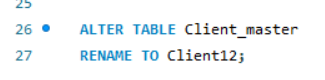 25
26 ALTER TABLE Client_master
27 RENAME TO Client12;